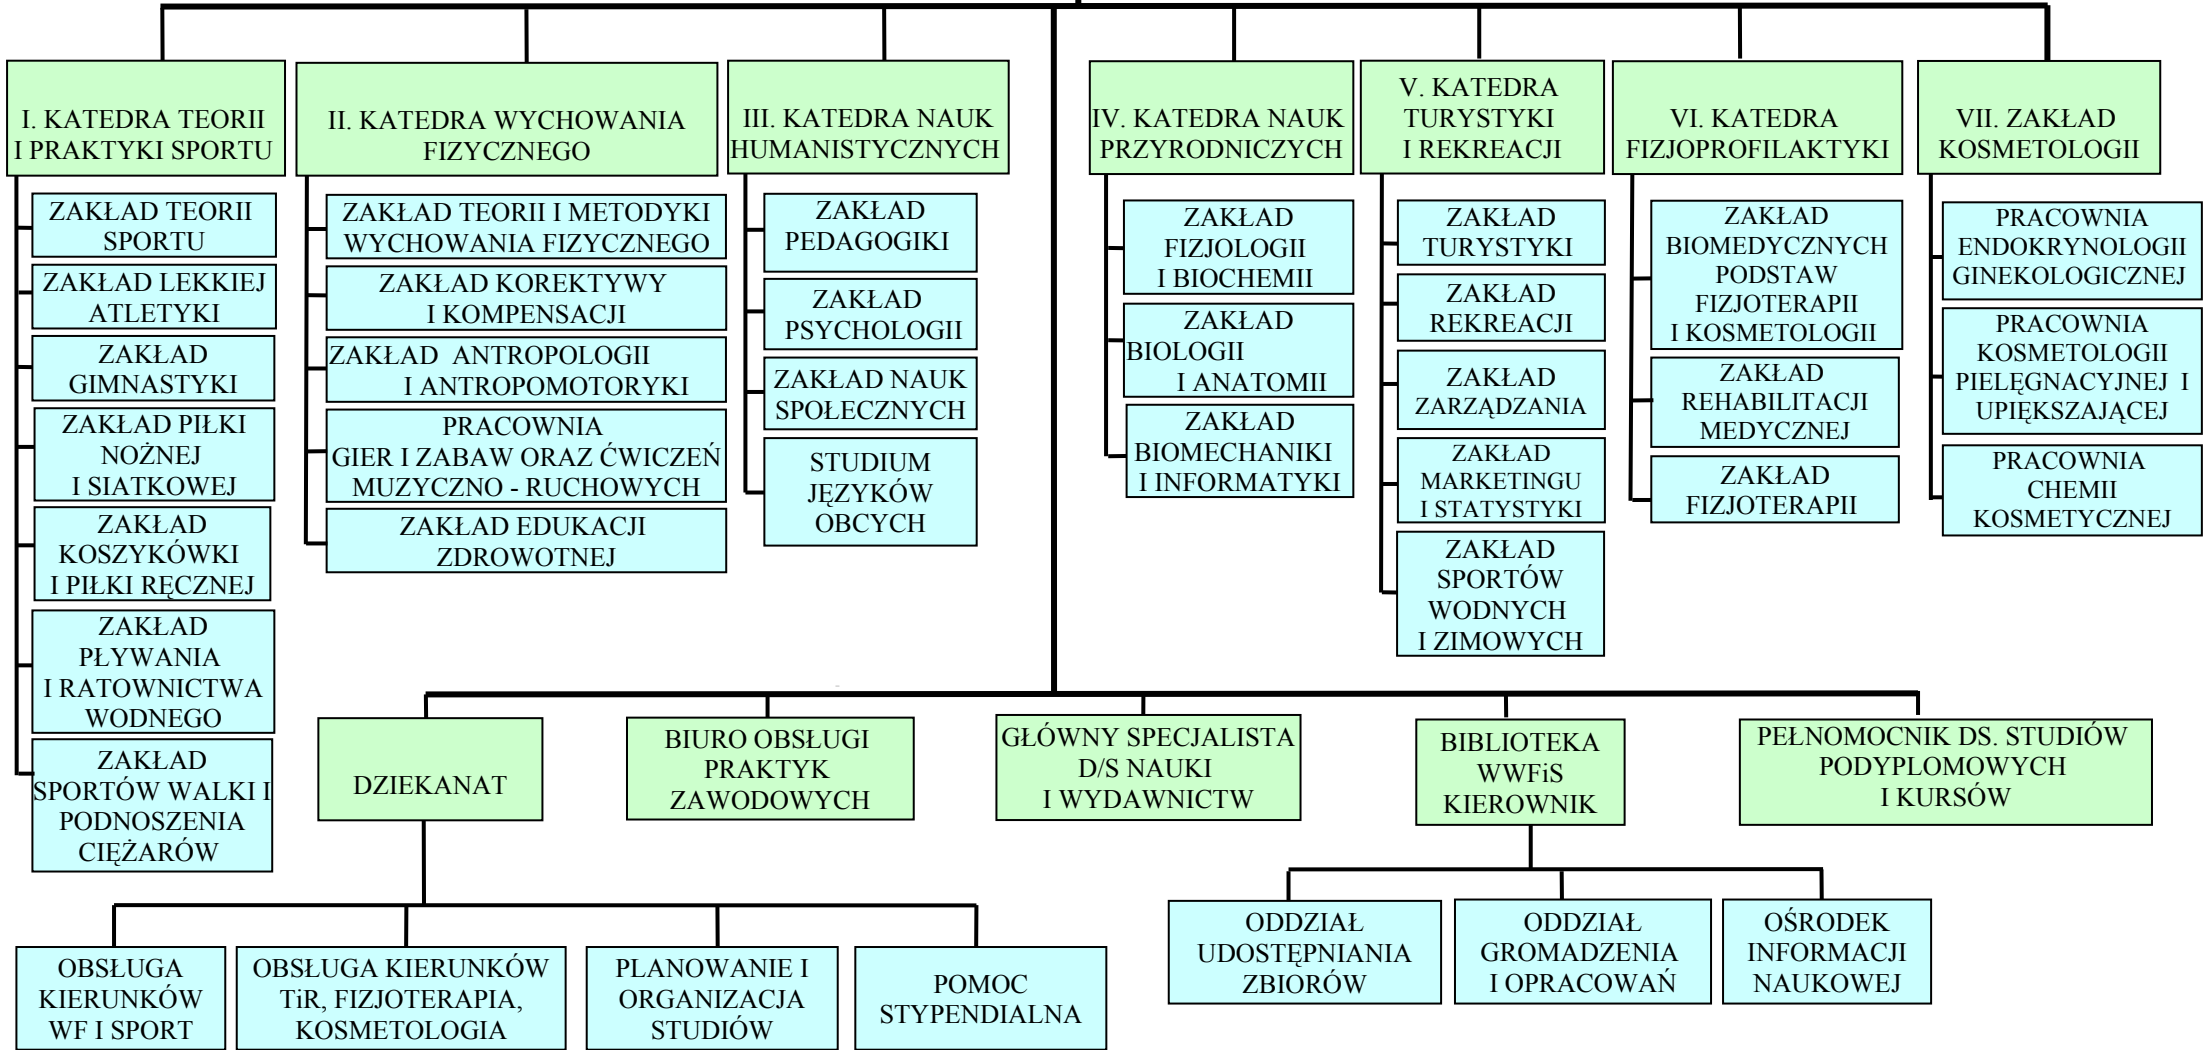 I. KATEDRA TEORII
I PRAKTYKI SPORTU
ZAKŁAD TEORII
SPORTU
ZAKŁAD LEKKIEJ
ATLETYKI
ZAKŁAD
GIMNASTYKI
ZAKŁAD PIŁKI
NOŻNEJ
I SIATKOWEJ
ZAKŁAD
KOSZYKÓWKI
I PIŁKI RĘCZNEJ
ZAKŁAD
PŁYWANIA
I RATOWNICTWA
WODNEGO
ZAKŁAD
SPORTÓW WALKI I
PODNOSZENIA
CIĘŻARÓW
II. KATEDRA WYCHOWANIA
FIZYCZNEGO
ZAKŁAD TEORII I METODYKI
WYCHOWANIA FIZYCZNEGO
ZAKŁAD KOREKTYWY
I KOMPENSACJI
ZAKŁAD ANTROPOLOGII
I ANTROPOMOTORYKI
PRACOWNIA
GIER I ZABAW ORAZ ĆWICZEŃ
MUZYCZNO - RUCHOWYCH
ZAKŁAD EDUKACJI
ZDROWOTNEJ
III. KATEDRA NAUK
HUMANISTYCZNYCH
ZAKŁAD
PEDAGOGIKI
ZAKŁAD
PSYCHOLOGII
ZAKŁAD NAUK
SPOŁECZNYCH
STUDIUM
JĘZYKÓW
OBCYCH
IV. KATEDRA NAUK
PRZYRODNICZYCH
ZAKŁAD
FIZJOLOGII
I BIOCHEMII
ZAKŁAD
BIOLOGII
I ANATOMII
ZAKŁAD
BIOMECHANIKI
I INFORMATYKI
V. KATEDRA
TURYSTYKI
I REKREACJI
ZAKŁAD
TURYSTYKI
ZAKŁAD
REKREACJI
ZAKŁAD
ZARZĄDZANIA
ZAKŁAD
MARKETINGU
I STATYSTYKI
ZAKŁAD
SPORTÓW
WODNYCH
I ZIMOWYCH
VI. KATEDRA
FIZJOPROFILAKTYKI
ZAKŁAD
BIOMEDYCZNYCH
PODSTAW
FIZJOTERAPII
I KOSMETOLOGII
ZAKŁAD
REHABILITACJI
MEDYCZNEJ
ZAKŁAD
FIZJOTERAPII
VII. ZAKŁAD
KOSMETOLOGII
PRACOWNIA
ENDOKRYNOLOGII
GINEKOLOGICZNEJ
PRACOWNIA
KOSMETOLOGII
PIELĘGNACYJNEJ I
UPIĘKSZAJĄCEJ
PRACOWNIA
CHEMII
KOSMETYCZNEJ
DZIEKANAT
BIURO OBSŁUGI
PRAKTYK
ZAWODOWYCH
GŁÓWNY SPECJALISTA
D/S NAUKI
I WYDAWNICTW
BIBLIOTEKA
WWFiS
KIEROWNIK
PEŁNOMOCNIK DS. STUDIÓW
PODYPLOMOWYCH
I KURSÓW
OBSŁUGA
KIERUNKÓW
WF I SPORT
OBSŁUGA KIERUNKÓW
TiR, FIZJOTERAPIA,
KOSMETOLOGIA
PLANOWANIE I
ORGANIZACJA
STUDIÓW
POMOC
STYPENDIALNA
ODDZIAŁ
UDOSTĘPNIANIA
ZBIORÓW
ODDZIAŁ
GROMADZENIA
I OPRACOWAŃ
OŚRODEK
INFORMACJI
NAUKOWEJ